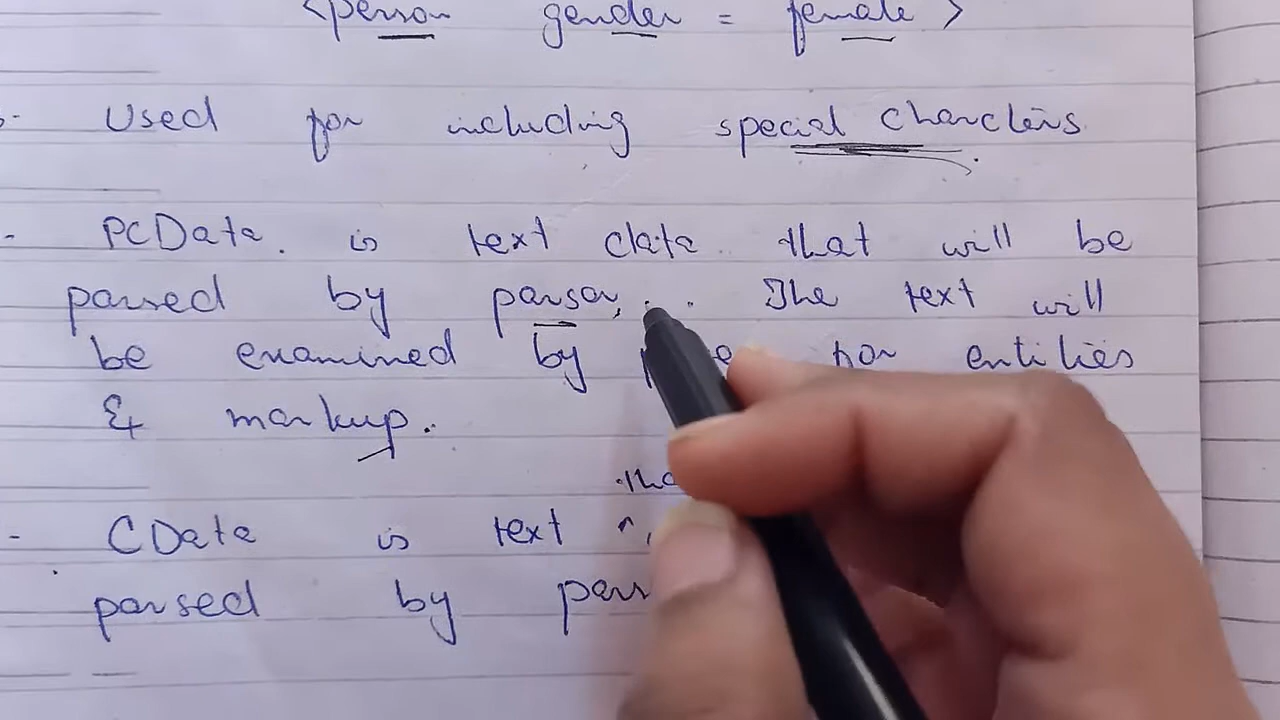 <person gender = female >
Used for including special charcters
- PCData. is text data that will be
parsed by parser. The text will
be examined by for entities
& markup.
- CData is text
parsed by